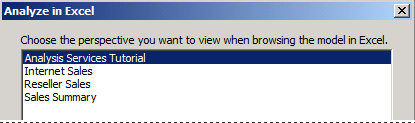 Analyze in Excel
Choose the perspective you want to view when browsing the model in Excel.
Analysis Services Tutorial
Internet Sales
Reseller Sales
Sales Summary